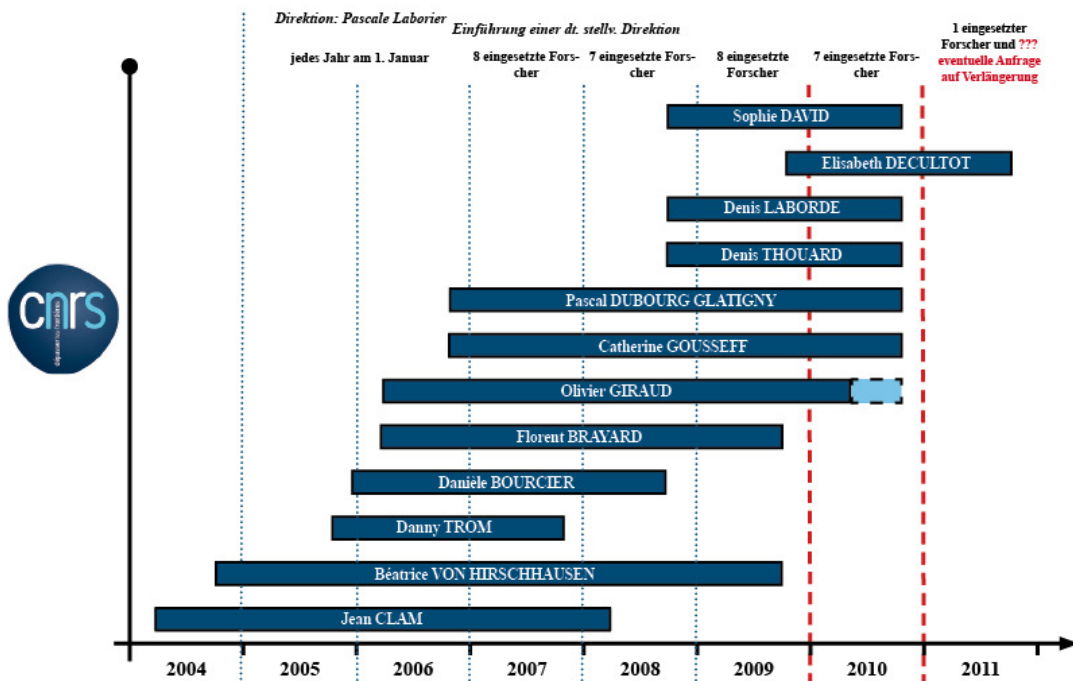 Direktion: Pascale Laborier
Einführung einer dt. stellv. Direktion
jedes Jahr am 1. Januar
8 eingesetzte Fors-
cher
7 eingesetzte Fors-
cher
8 eingesetzte
Forscher
7 eingesetzte Fors-
cher
1 eingesetzter
Forscher und ???
eventuelle Anfrage
auf Verlängerung
Sophie DAVID
Elisabeth DECULTOT
Denis LABORDE
Denis THOUARD
Pascal DUBOURG GLATIGNY
cnrs
dépasser les frontières
Catherine GOUSSEFF
Olivier GIRAUD
Florent BRAYARD
Danièle BOURCIER
Danny TROM
Béatrice VON HIRSCHHAUSEN
Jean CLAM
2004 2005 2006 2007 2008 2009 2010 2011